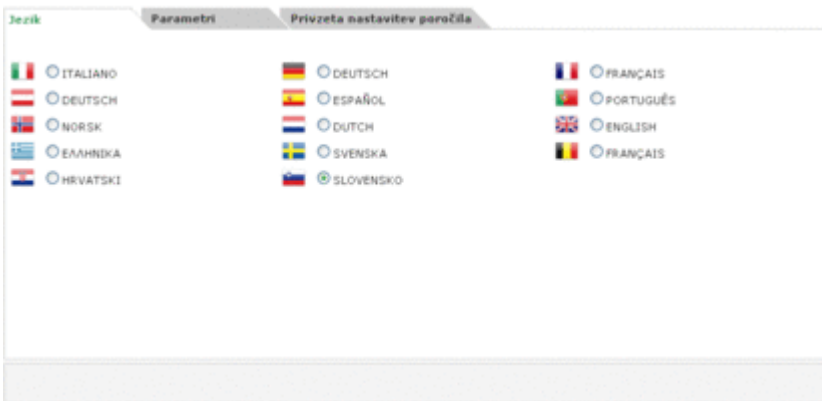 Jezik Parametri Privzeta nastavitev poročila
ITALIANO DEUTSCH FRANÇAIS
DEUTSCH ESPAÑOL PORTUGUÊS
NORSK DUTCH ENGLISH
ΕΛΛΗΝΙΚΑ SVENSKA FRANÇAIS
HRVATSKI SLOVENSKO